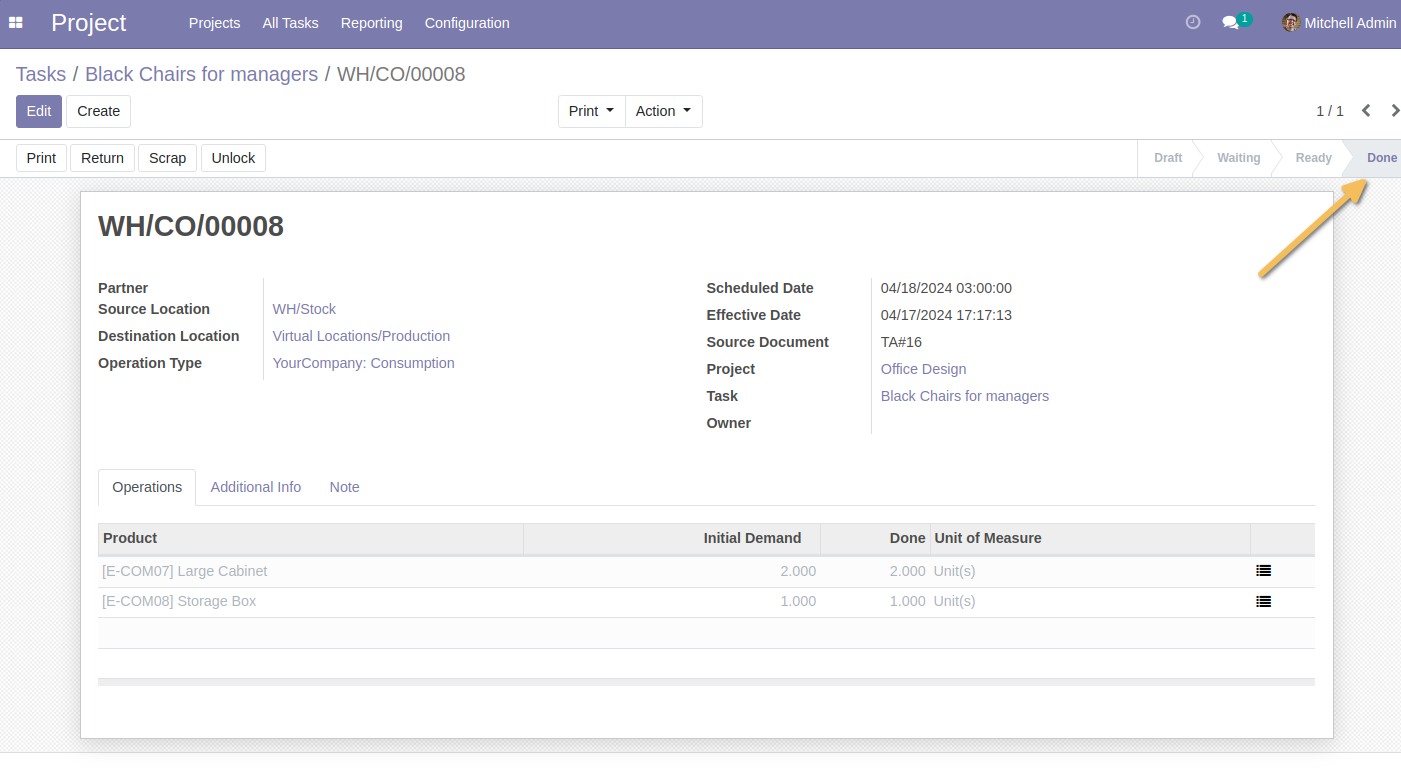 Project Projects All Tasks Reporting Configuration 1 Mitchell Admin
Tasks / Black Chairs for managers / WH/CO/00008
Edit Create Print Action 1 / 1
Print Return Scrap Unlock Draft Waiting Ready Done
WH/CO/00008
Partner
Source Location WH/Stock
Destination Location Virtual Locations/Production
Operation Type YourCompany: Consumption
Scheduled Date 04/18/2024 03:00:00
Effective Date 04/17/2024 17:17:13
Source Document TA#16
Project Office Design
Task Black Chairs for managers
Owner
Operations Additional Info Note
Product Initial Demand Done Unit of Measure
[E-COM07] Large Cabinet 2.000 2.000 Unit(s)
[E-COM08] Storage Box 1.000 1.000 Unit(s)